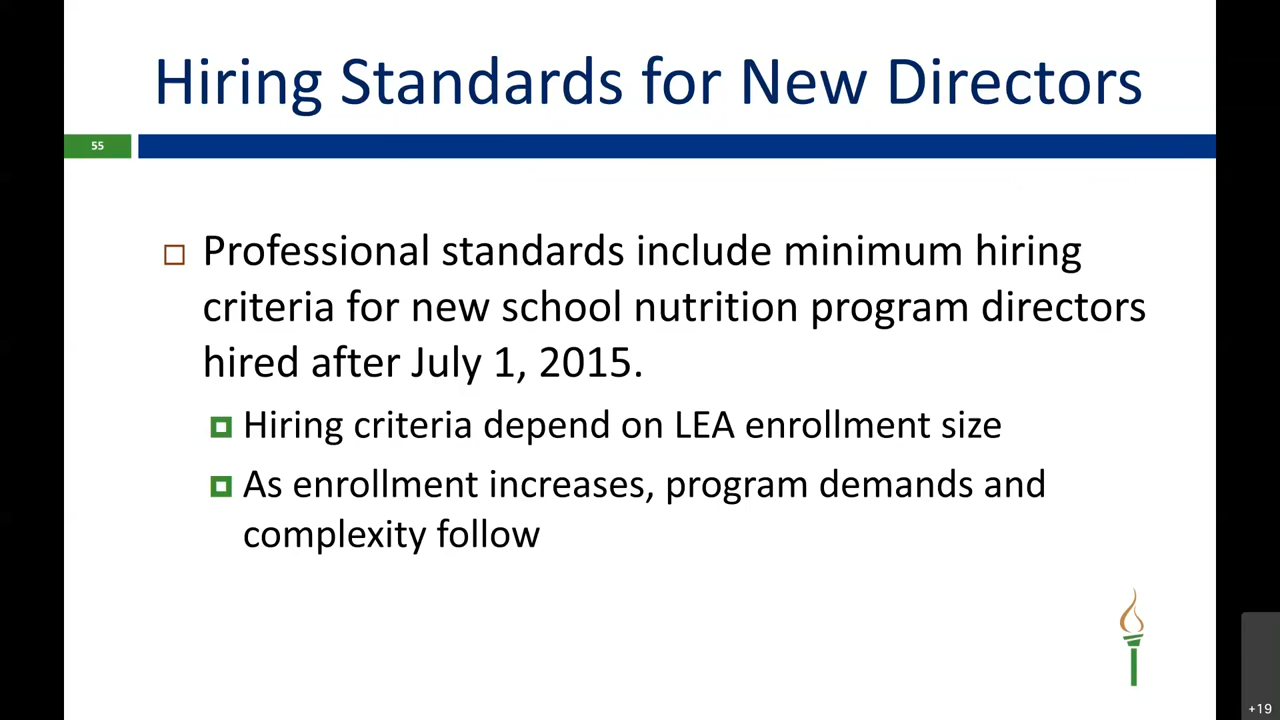 Hiring Standards for New Directors
55
Professional standards include minimum hiring
criteria for new school nutrition program directors
hired after July 1, 2015.
Hiring criteria depend on LEA enrollment size
As enrollment increases, program demands and
complexity follow
+19